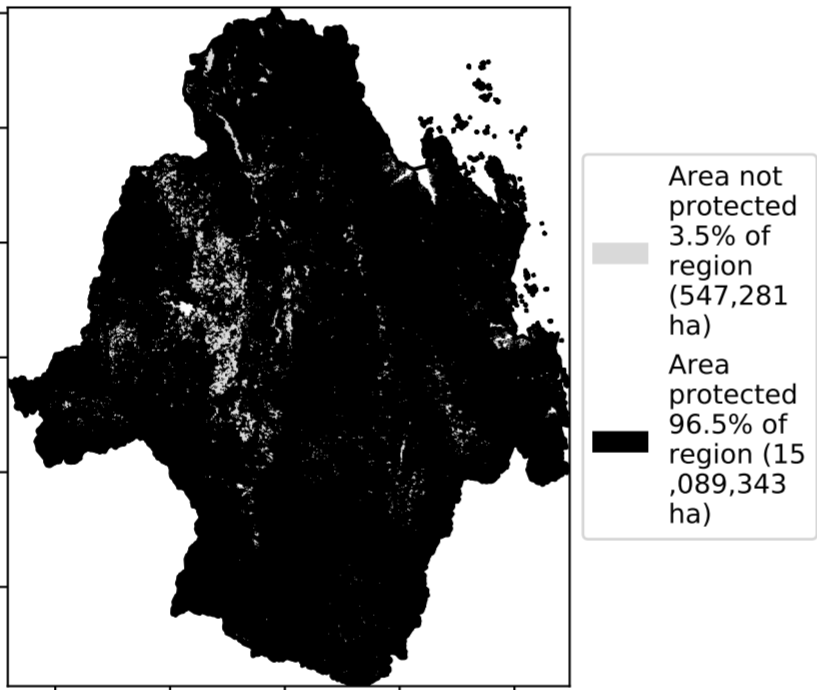 Area not
protected
3.5% of
region
(547,281
ha)
Area
protected
96.5% of
region (15
,089,343
ha)